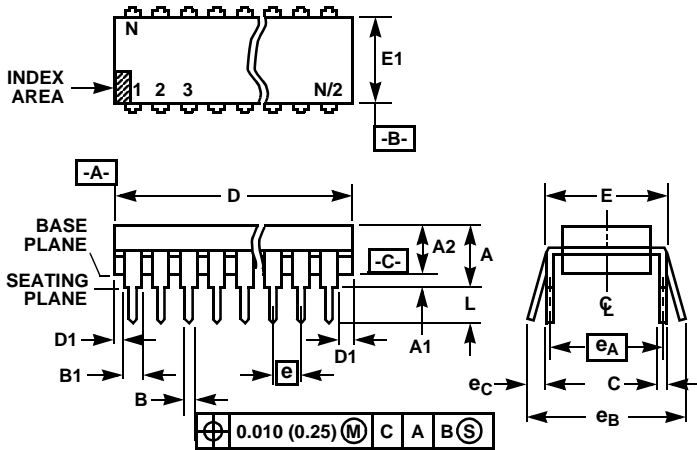 N
E1
INDEX
AREA
1 2 3 N/2
-B-
-A-
D
E
BASE
PLANE
A2
A
-C-
SEATING
PLANE
L
C
L
D1
A1
D1
eA
B1
e
eC
C
B
eB
0.010 (0.25) M C A B S